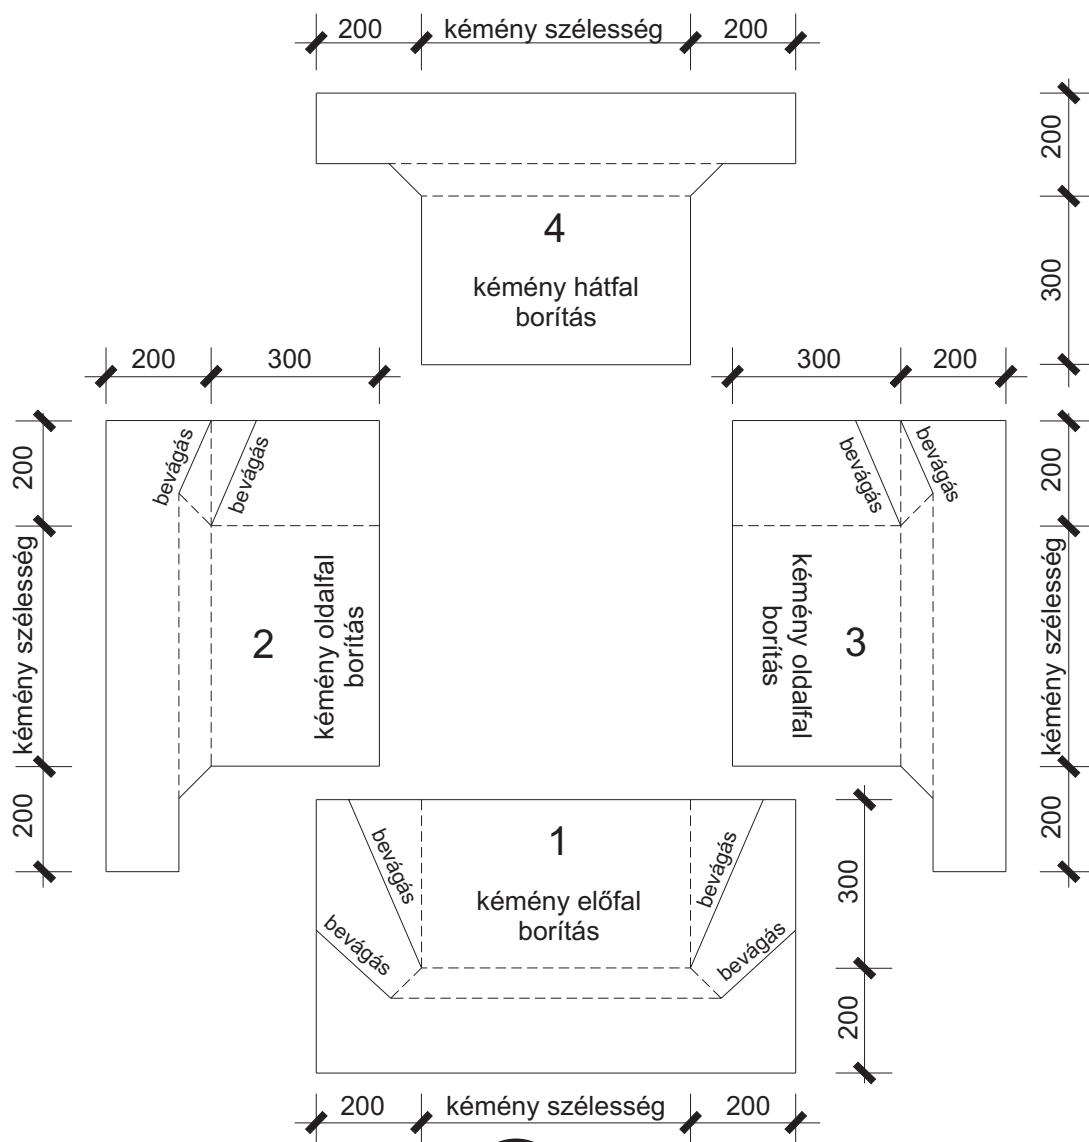 200 kémény szélesség 200
200
300
4
kémény hátfal
borítás
200 300
300 200
200
kémény szélesség
200
bevágás
bevágás
2
kémény oldalfal
borítás
bevágás
bevágás
3
kémény oldalfal
borítás
200
kémény szélesség
200
bevágás
bevágás
1
kémény előfal
borítás
bevágás
bevágás
300
200
200 kémény szélesség 200